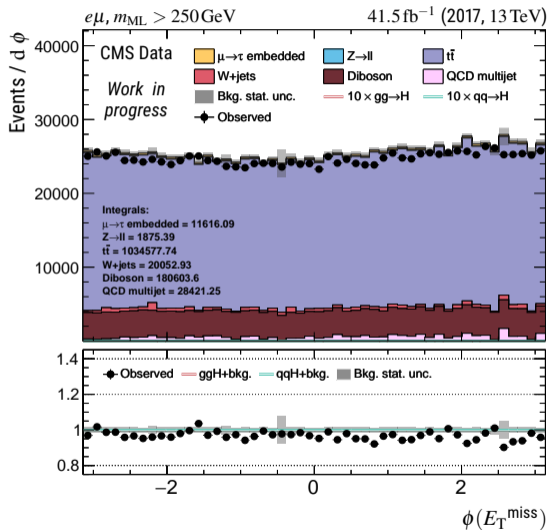 eμ, m_ML > 250 GeV
41.5 fb⁻¹ (2017, 13 TeV)
Events / d ϕ
40000
30000
20000
10000
CMS Data
Work in
progress
μ→τ embedded
Z→ll
tt̄
W+jets
Diboson
QCD multijet
Bkg. stat. unc.
10 × gg→H
10 × qq→H
Observed
Integrals:
μ→τ embedded = 11616.09
Z→ll = 1875.39
tt̄ = 1034577.74
W+jets = 20052.93
Diboson = 180603.6
QCD multijet = 28421.25
1.4
1.2
1
0.8
Observed
ggH+bkg.
qqH+bkg.
Bkg. stat. unc.
−2
0
2
ϕ(E_T^miss)